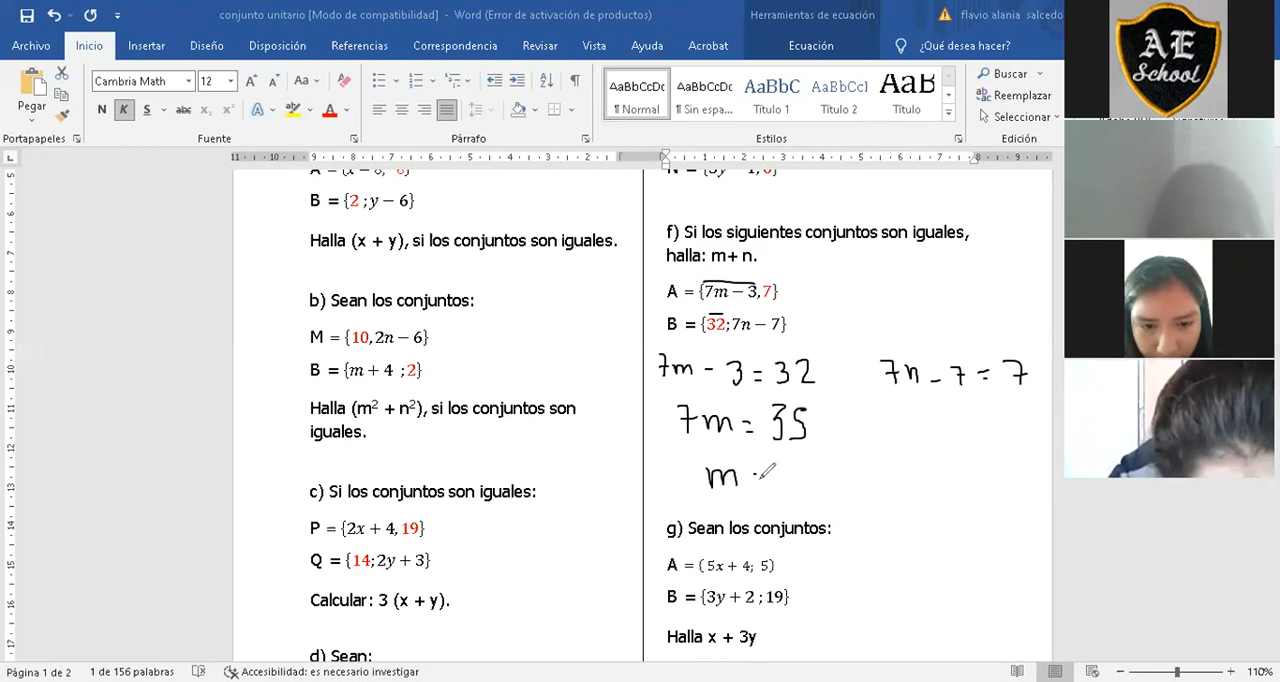 conjunto unitario [Modo de compatibilidad] - Word (Error de activación de productos)
Herramientas de ecuación
flavio alania salcedo
Archivo Inicio Insertar Diseño Disposición Referencias Correspondencia Revisar Vista Ayuda Acrobat Ecuación ¿Qué desea hacer?
Pegar
Cambria Math 12
N K S abc x₂ x²
AaBbCcDc AaBbCcDc AaBbC AaBbCcI AaB
¶ Normal ¶ Sin espa... Título 1 Título 2 Título
Buscar
Reemplazar
Seleccionar
Portapapeles Fuente Párrafo Estilos Edición
B = {2 ;y − 6}
Halla (x + y), si los conjuntos son iguales.
b) Sean los conjuntos:
M = {10, 2n − 6}
B = {m + 4 ;2}
Halla (m² + n²), si los conjuntos son
iguales.
c) Si los conjuntos son iguales:
P = {2x + 4, 19}
Q = {14; 2y + 3}
Calcular: 3 (x + y).
d) Sean:
f) Si los siguientes conjuntos son iguales,
halla: m+ n.
A = {7m − 3, 7}
B = {32; 7n − 7}
7m - 3 = 32
7n - 7 = 7
7m = 35
m
g) Sean los conjuntos:
A = { 5x + 4; 5}
B = {3y + 2 ; 19}
Halla x + 3y
A E
School
Página 1 de 2 1 de 156 palabras Accesibilidad: es necesario investigar 110%